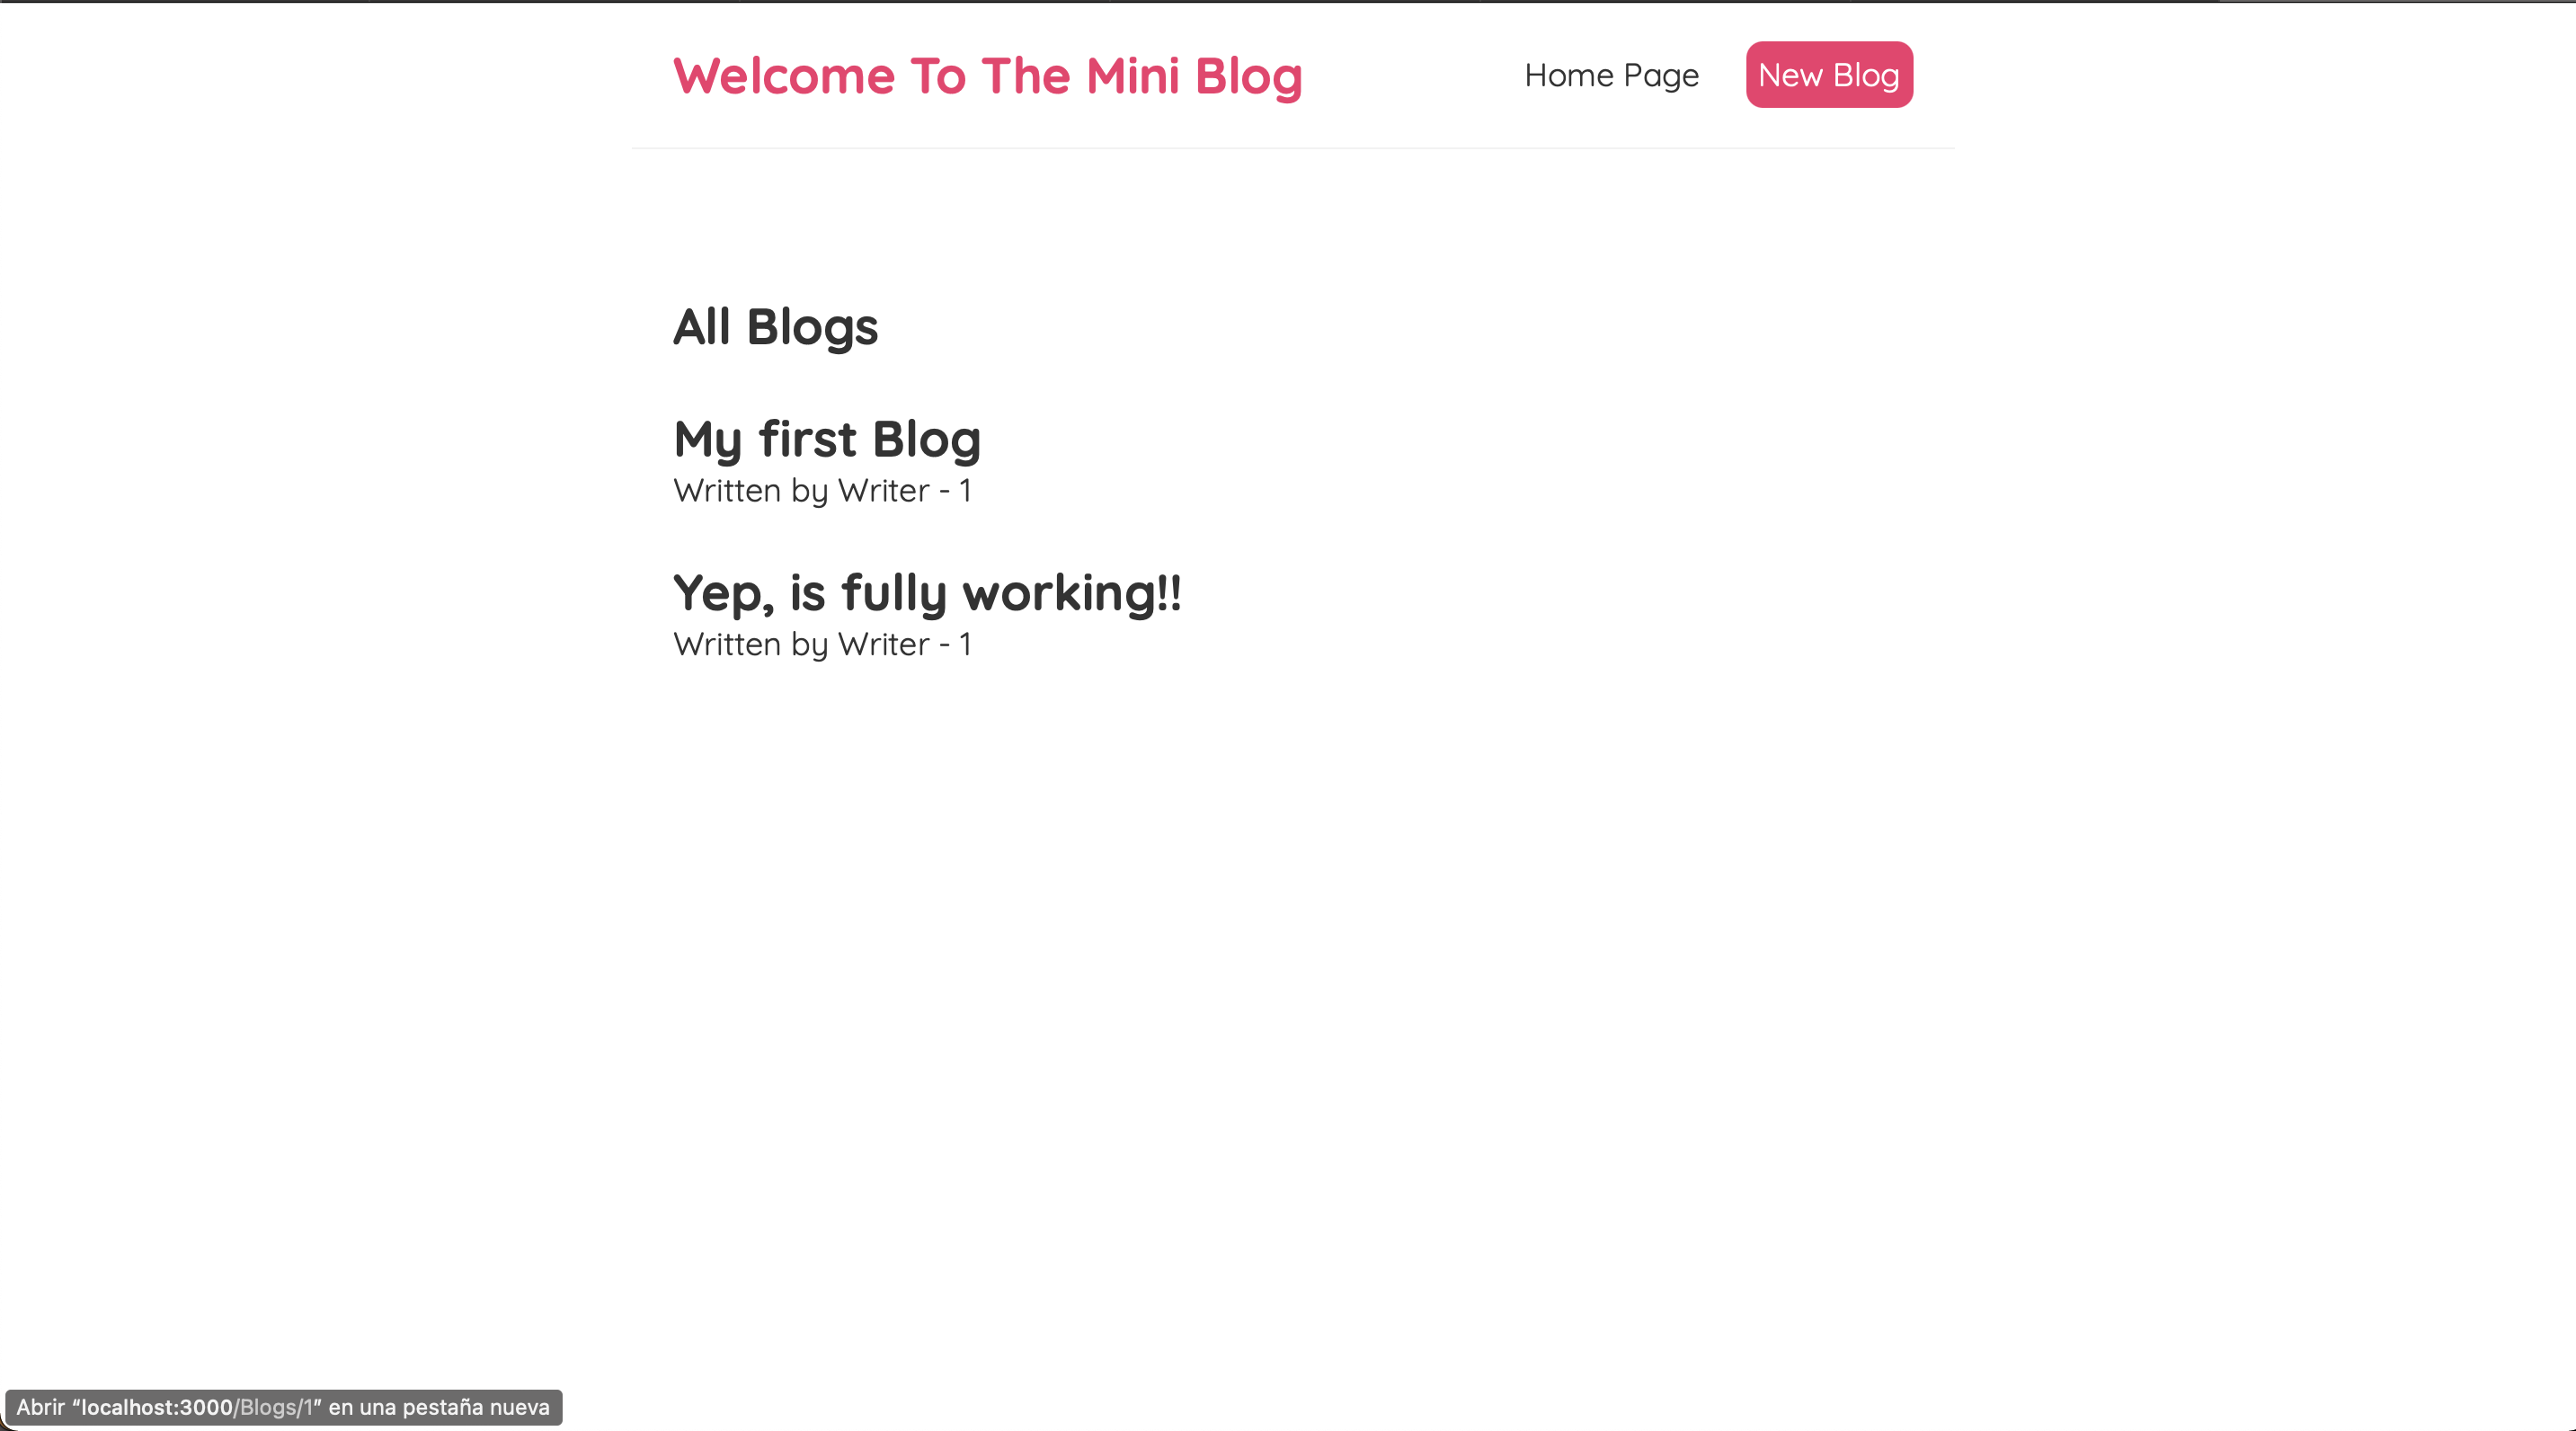 Welcome To The Mini Blog
Home Page
New Blog
All Blogs
My first Blog
Written by Writer - 1
Yep, is fully working!!
Written by Writer - 1
Abrir “localhost:3000/Blogs/1” en una pestaña nueva